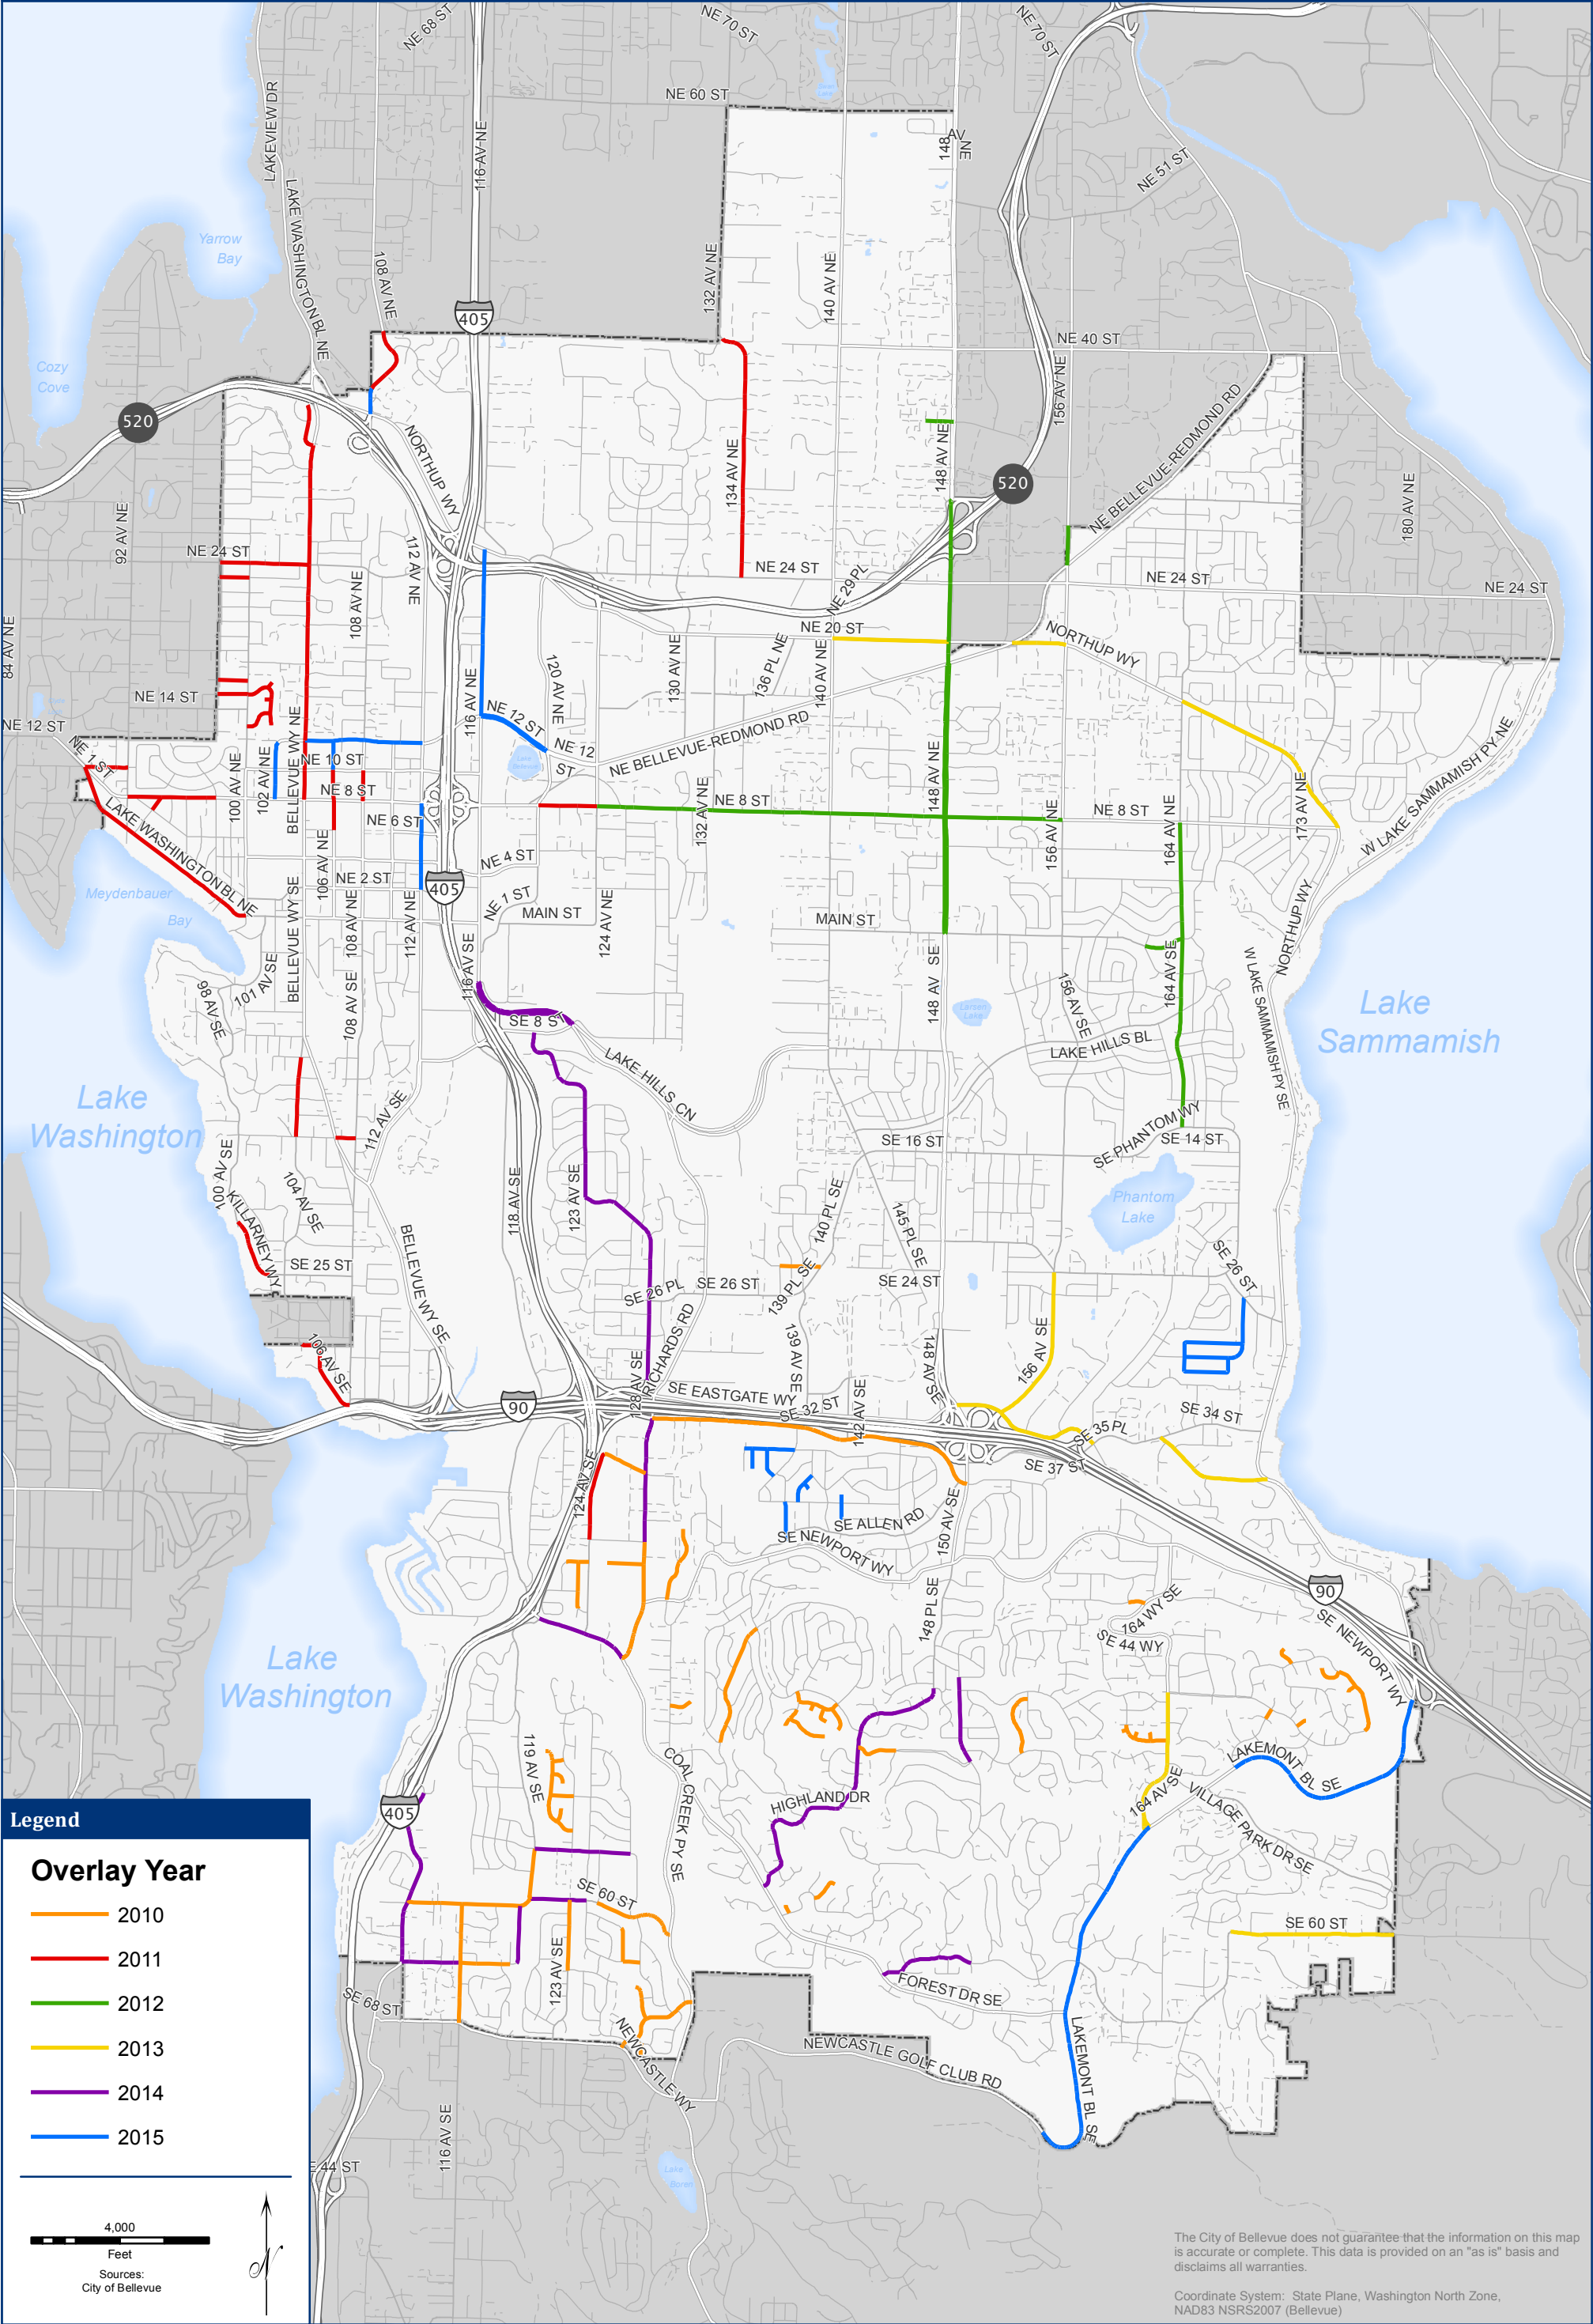 NE 68 ST
NE 70 ST
NE 70 ST
LAKEVIEW DR
NE 60 ST
116 AV NE
148 AV NE
NE 51 ST
LAKE WASHINGTON BL NE
Yarrow
Bay
108 AV NE
132 AV NE
140 AV NE
405
NE 40 ST
156 AV NE
Cozy
Cove
520
NORTHUP WY
134 AV NE
148 AV NE
520
NE BELLEVUE-REDMOND RD
180 AV NE
92 AV NE
NE 24 ST
112 AV NE
108 AV NE
NE 24 ST
NE 29 PL
NE 24 ST
NE 24 ST
84 AV NE
NE 20 ST
NORTHUP WY
130 AV NE
136 PL NE
140 AV NE
120 AV NE
116 AV NE
NE 14 ST
NE 12 ST
NE 12 ST
NE 12
ST
NE BELLEVUE-REDMOND RD
NE 1 ST
NE 10 ST
100 AV NE
102 AV NE
BELLEVUE WY NE
NE 8 ST
NE 8 ST
NE 8 ST
148 AV NE
173 AV NE
W LAKE SAMMAMISH PY NE
NE 6 ST
132 AV NE
156 AV NE
164 AV NE
LAKE WASHINGTON BL NE
106 AV NE
NE 4 ST
NE 2 ST
405
Meydenbauer
Bay
BELLEVUE WY SE
108 AV NE
112 AV NE
NE 1 ST
MAIN ST
124 AV NE
MAIN ST
NORTHUP WY
116 AV SE
148 AV SE
164 AV SE
W LAKE SAMMAMISH PY SE
98 AV SE
101 AV SE
108 AV SE
SE 8 ST
Larsen
Lake
156 AV SE
Lake
Sammamish
LAKE HILLS BL
LAKE HILLS CN
Lake
Washington
112 AV SE
SE 16 ST
SE PHANTOM WY
SE 14 ST
100 AV SE
KILLARNEY WY
104 AV SE
118 AV SE
123 AV SE
140 PL SE
145 PL SE
Phantom
Lake
BELLEVUE WY SE
SE 25 ST
SE 26 PL
SE 26 ST
139 PL SE
SE 24 ST
SE 26 ST
106 AV SE
RICHARDS RD
139 AV SE
148 AV SE
156 AV SE
128 AV SE
90
SE EASTGATE WY
SE 32 ST
142 AV SE
SE 35 PL
SE 34 ST
SE 37 ST
124 AV SE
SE ALLEN RD
SE NEWPORT WY
150 AV SE
90
148 PL SE
164 WY SE
SE 44 WY
SE NEWPORT WY
Lake
Washington
119 AV SE
COAL CREEK PY SE
HIGHLAND DR
LAKEMONT BL SE
164 AV SE
VILLAGE PARK DR SE
405
SE 60 ST
SE 60 ST
123 AV SE
SE 68 ST
FOREST DR SE
NEWCASTLE WY
NEWCASTLE GOLF CLUB RD
LAKEMONT BL SE
116 AV SE
E 44 ST
Lake
Boren
Legend
Overlay Year
2010
2011
2012
2013
2014
2015
4,000
Feet
Sources:
City of Bellevue
N
The City of Bellevue does not guarantee that the information on this map
is accurate or complete. This data is provided on an "as is" basis and
disclaims all warranties.
Coordinate System: State Plane, Washington North Zone,
NAD83 NSRS2007 (Bellevue)